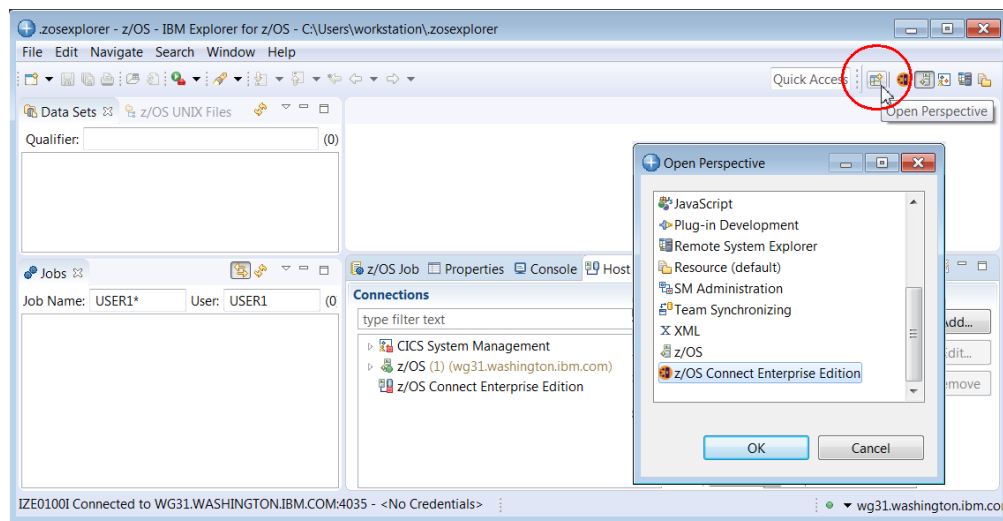 .zosexplorer - z/OS - IBM Explorer for z/OS - C:\Users\workstation\.zosexplorer
File Edit Navigate Search Window Help
Quick Access
Open Perspective
Data Sets
z/OS UNIX Files
Qualifier:
(0)
Open Perspective
JavaScript
Plug-in Development
Remote System Explorer
Resource (default)
SM Administration
Team Synchronizing
XML
z/OS
z/OS Connect Enterprise Edition
OK
Cancel
Jobs
Job Name: USER1* User: USER1 (0
z/OS Job Properties Console Host
Connections
type filter text
CICS System Management
z/OS (1) (wg31.washington.ibm.com)
z/OS Connect Enterprise Edition
Add...
Edit...
emove
IZE0100I Connected to WG31.WASHINGTON.IBM.COM:4035 - <No Credentials>
wg31.washington.ibm.co